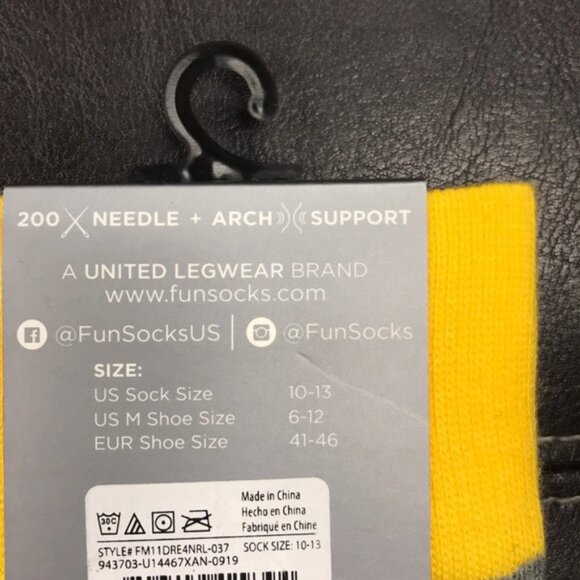 200 NEEDLE + ARCH SUPPORT
A UNITED LEGWEAR BRAND
www.funsocks.com
@FunSocksUS | @FunSocks
SIZE:
US Sock Size 10-13
US M Shoe Size 6-12
EUR Shoe Size 41-46
Made in China
Hecho en China
Fabriqué en Chine
30C
STYLE# FM11DRE4NRL-037 SOCK SIZE: 10-13
943703-U14467XAN-0919